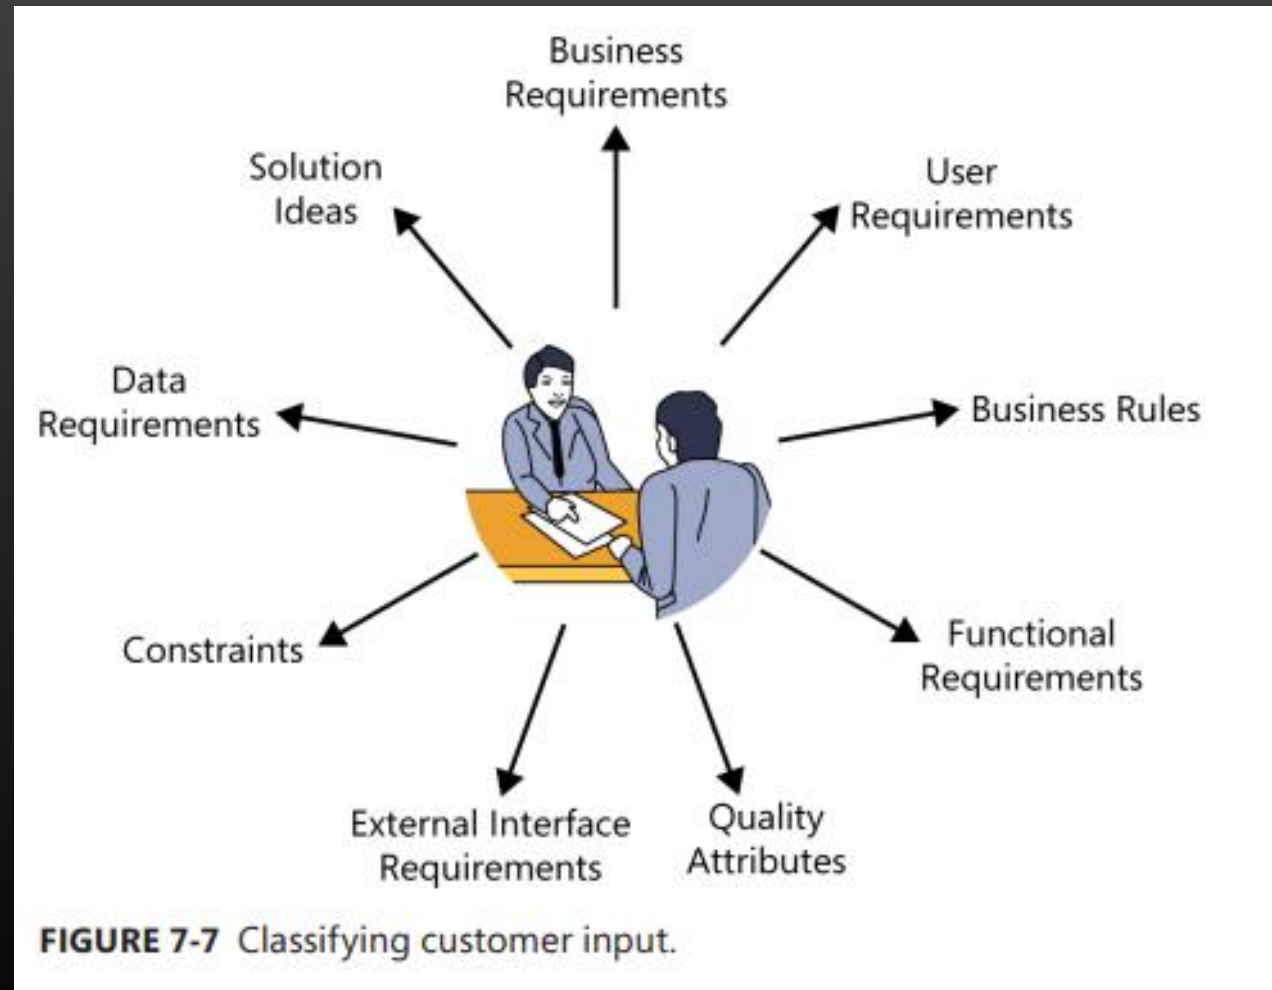 Business
Requirements
Solution
Ideas
User
Requirements
Data
Requirements
Business Rules
Constraints
Functional
Requirements
External Interface
Requirements
Quality
Attributes
FIGURE 7-7 Classifying customer input.